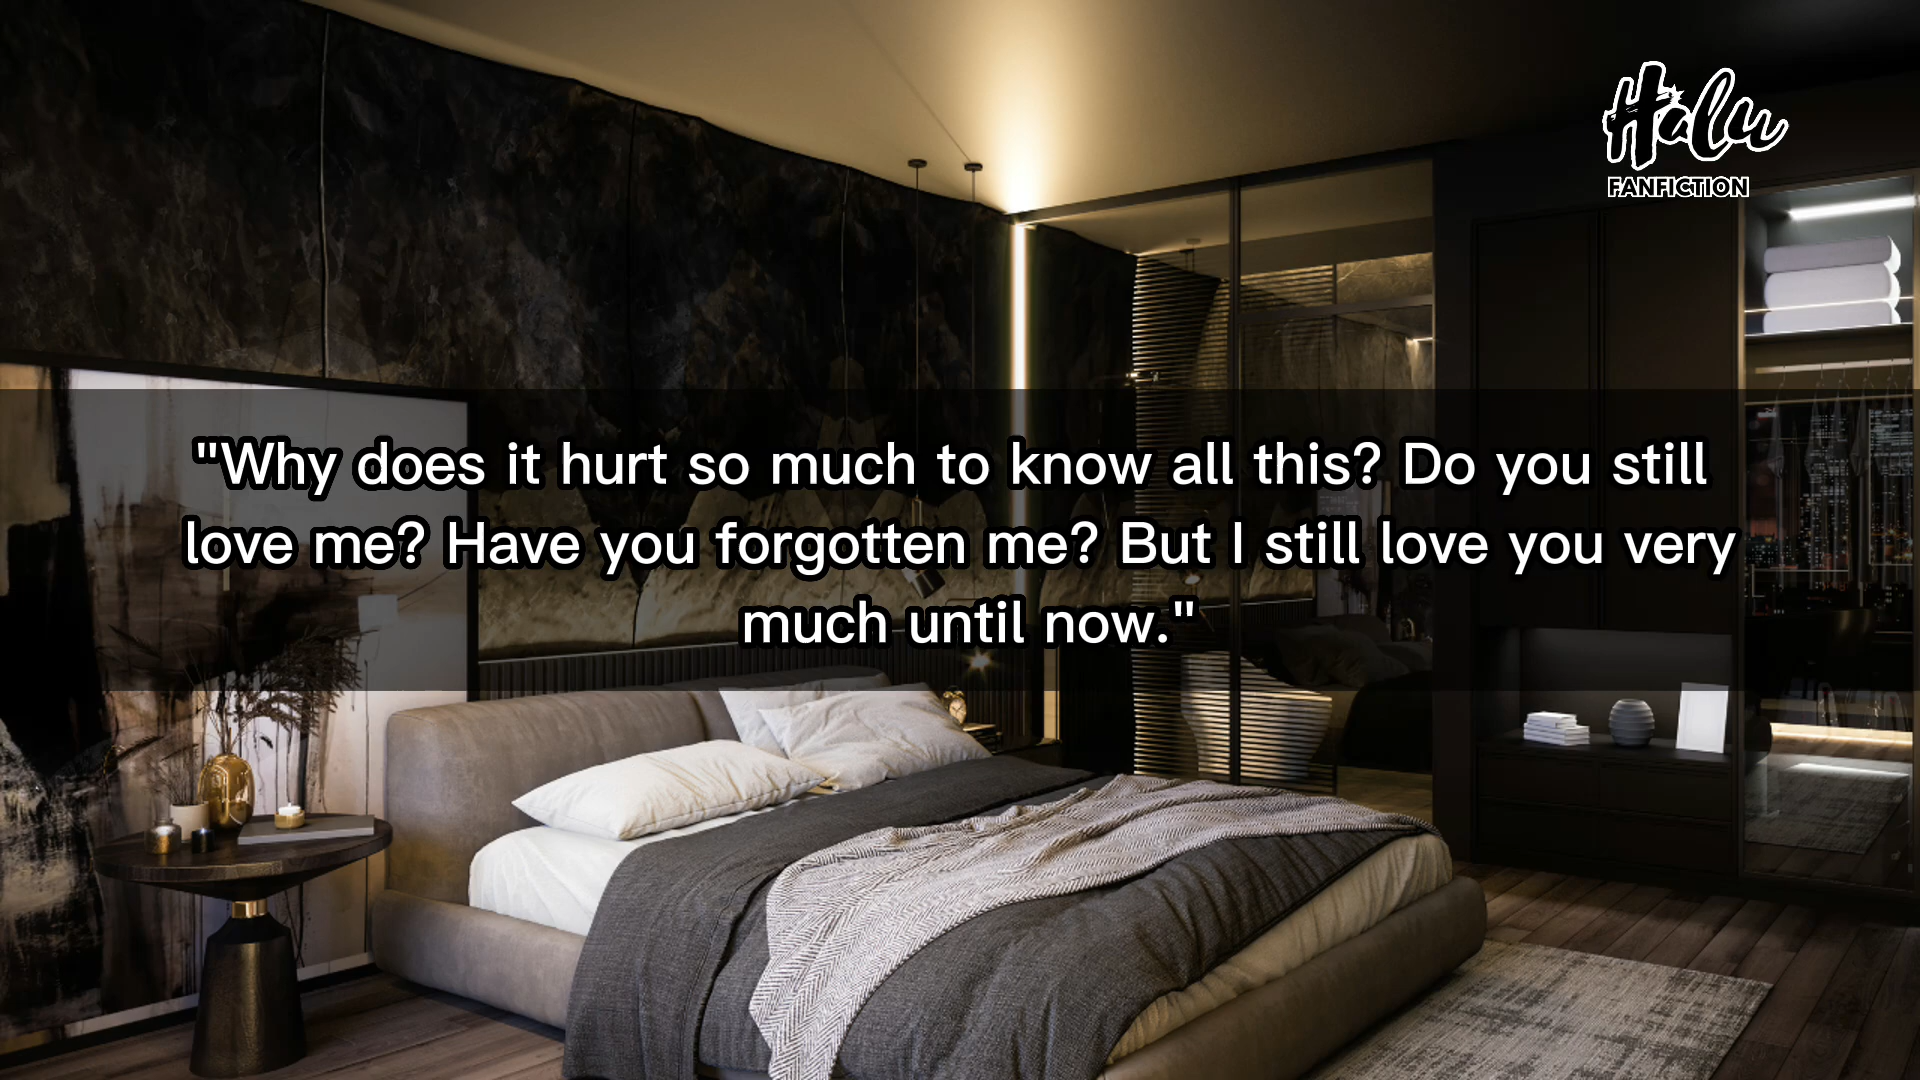 Halu
FANFICTION
"Why does it hurt so much to know all this? Do you still
love me? Have you forgotten me? But I still love you very
much until now."